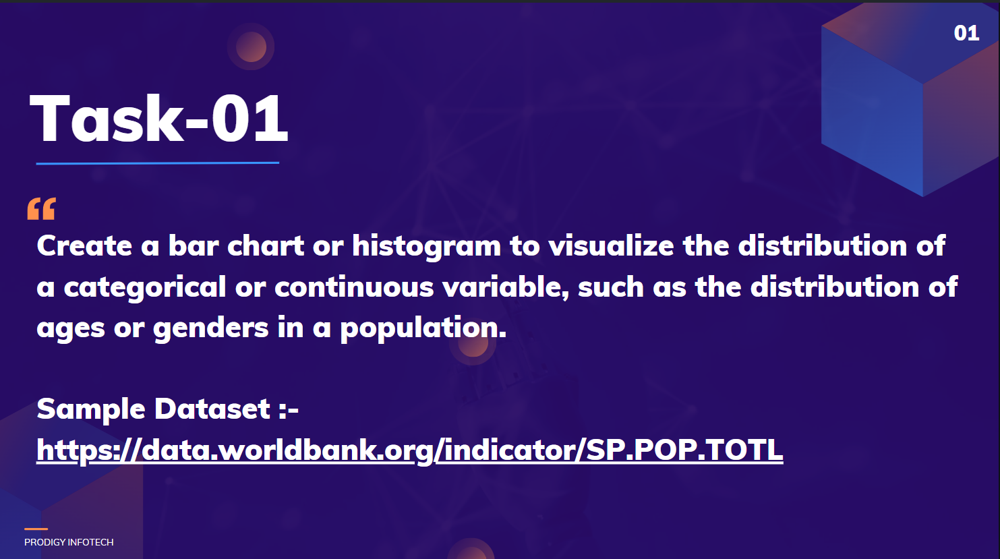 01
Task-01
“
Create a bar chart or histogram to visualize the distribution of
a categorical or continuous variable, such as the distribution of
ages or genders in a population.
Sample Dataset :-
https://data.worldbank.org/indicator/SP.POP.TOTL
PRODIGY INFOTECH